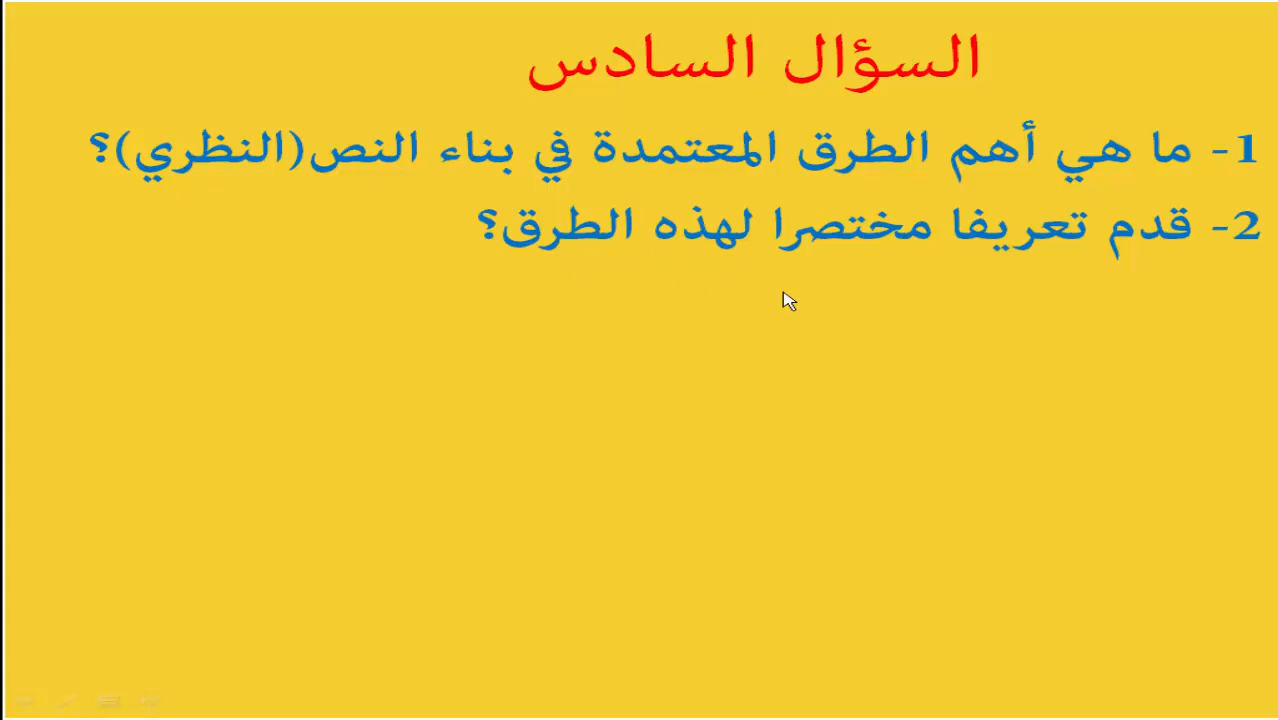 السؤال السادس
1- ما هي أهم الطرق المعتمدة في بناء النص(النظري)؟
2- قدم تعريفا مختصرا لهذه الطرق؟